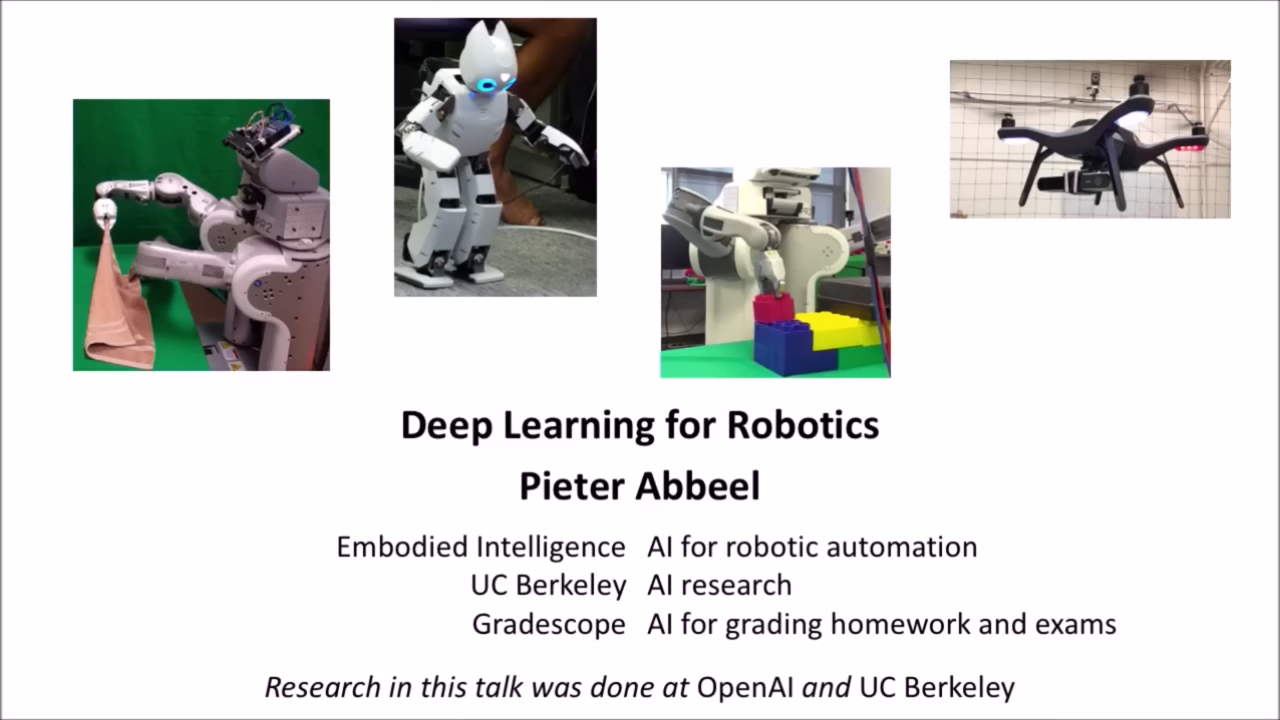 PR2
Deep Learning for Robotics
Pieter Abbeel
Embodied Intelligence AI for robotic automation
UC Berkeley AI research
Gradescope AI for grading homework and exams
Research in this talk was done at OpenAI and UC Berkeley